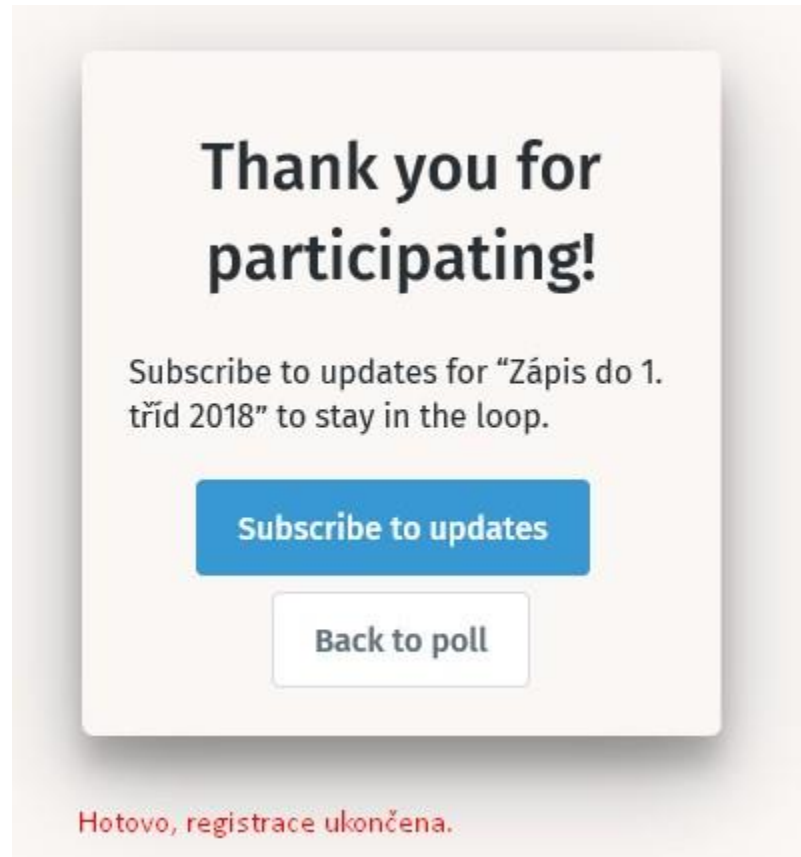 Thank you for
participating!
Subscribe to updates for “Zápis do 1.
tříd 2018” to stay in the loop.
Subscribe to updates
Back to poll
Hotovo, registrace ukončena.